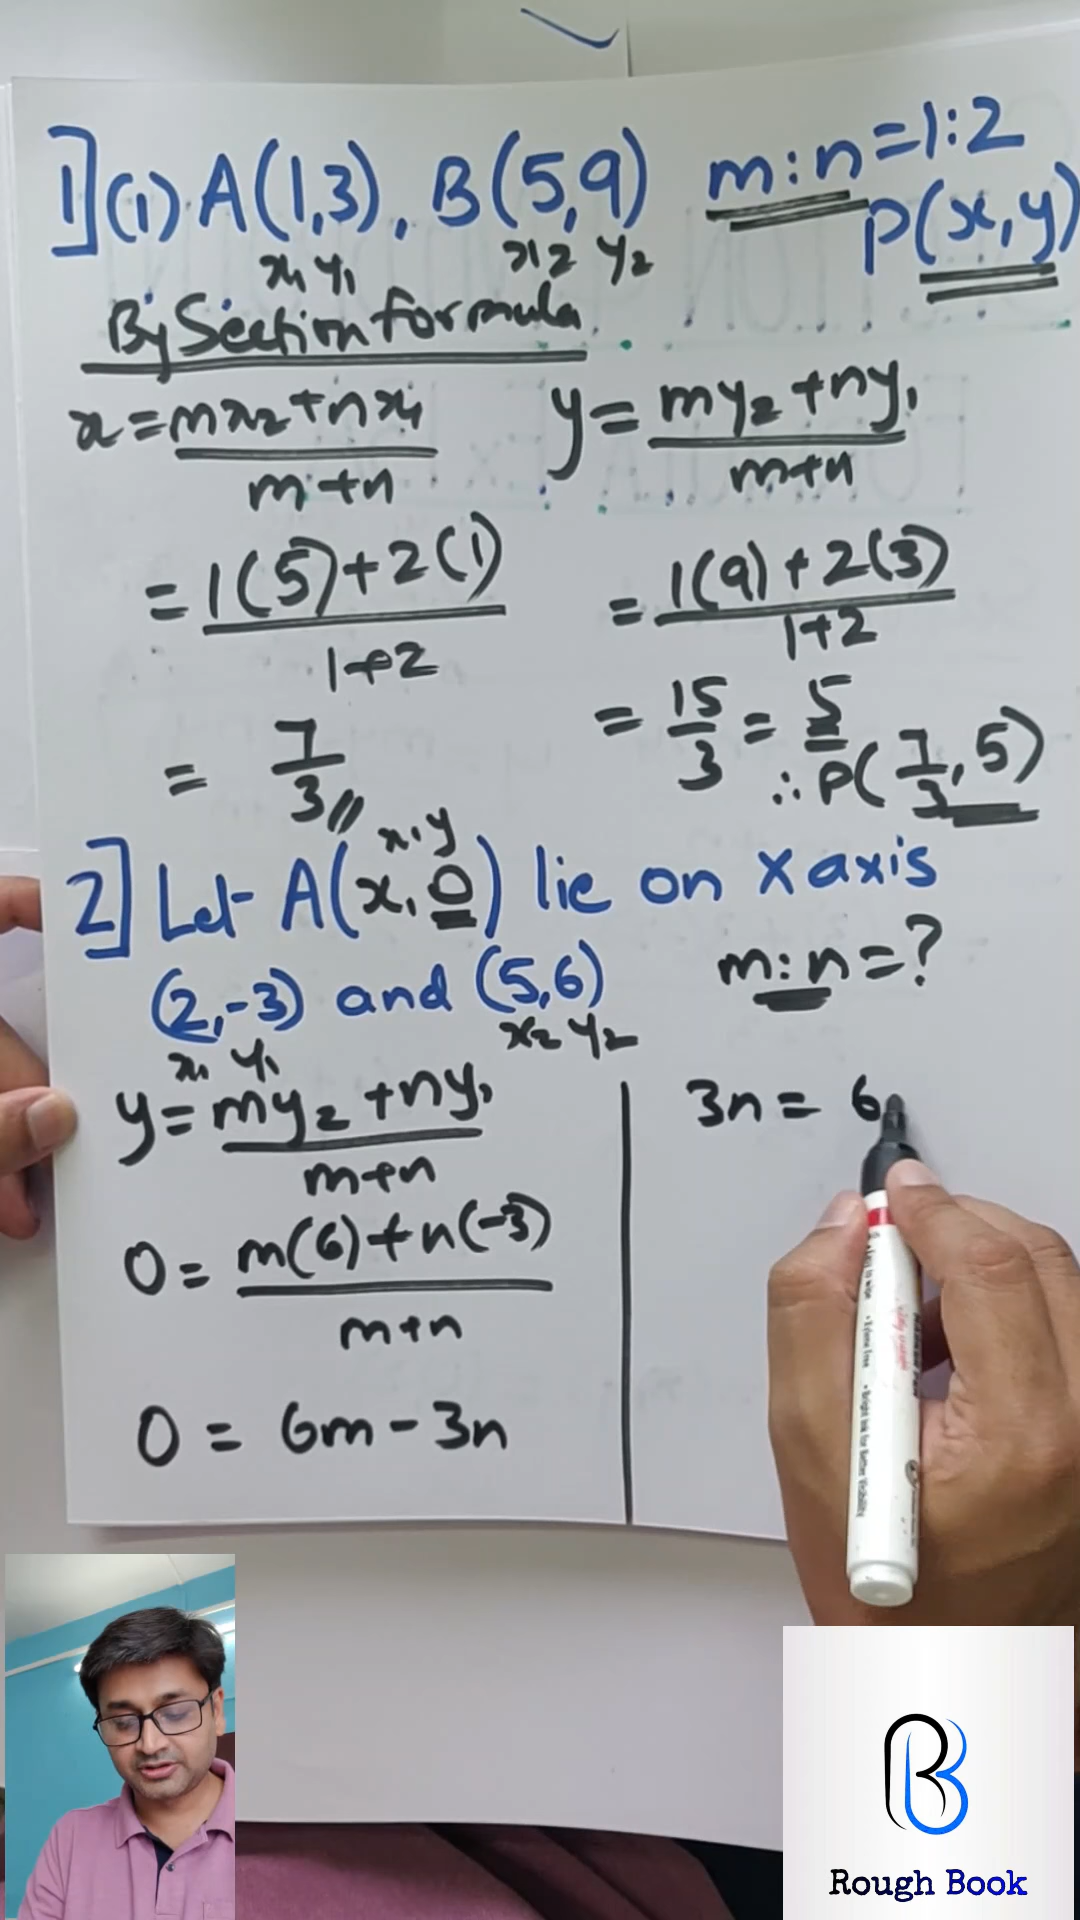 1](1) A(1,3), B(5,9) m:n=1:2
x₁ y₁ x₂ y₂ P(x,y)
By Section formula
x = mx₂+nx₁ / m+n y = my₂+ny₁ / m+n
= 1(5)+2(1) / 1+2 = 1(9)+2(3) / 1+2
= 7/3 = 15/3 = 5
∴ P(7/3, 5)
x, y
2] Let A(x, 0) lie on x axis
(2,-3) and (5,6) m:n=?
x₁ y₁ x₂ y₂
y = my₂+ny₁ / m+n
0 = m(6)+n(-3) / m+n
0 = 6m-3n
3n = 6
Rough Book